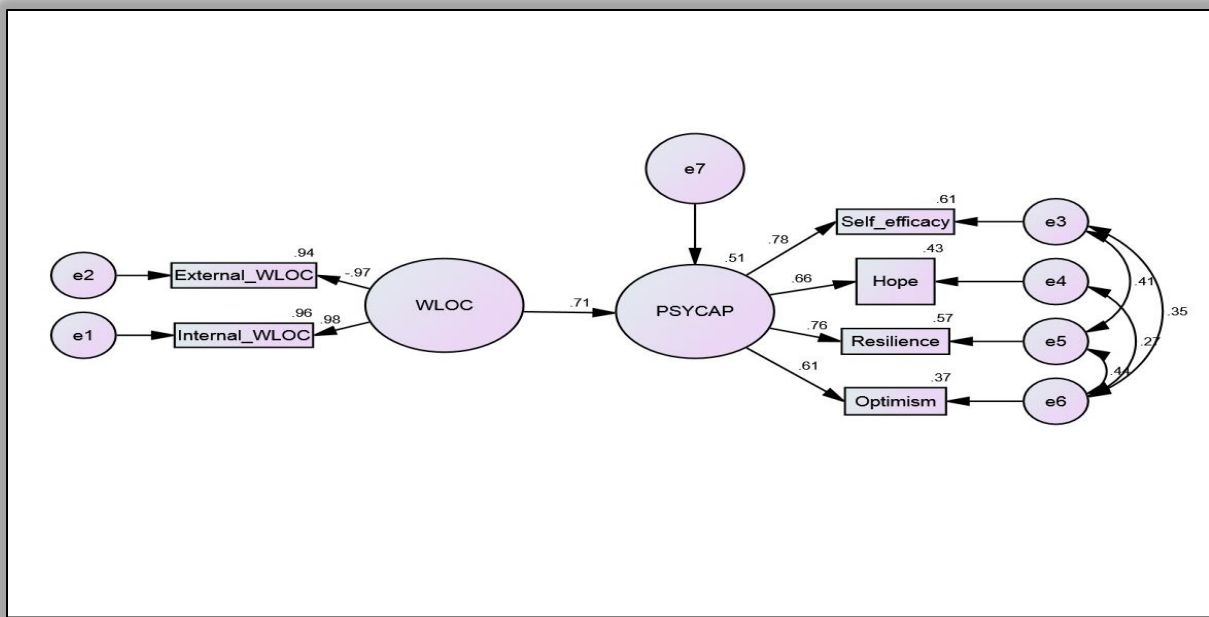 e7
.61
Self_efficacy
e3
.78
.94
.51
.43
e2
External_WLOC
-.97
.66
Hope
e4
.41
WLOC
.71
PSYCAP
.35
.96
.76
.57
.27
e1
Internal_WLOC
.98
Resilience
e5
.61
.37
.44
Optimism
e6